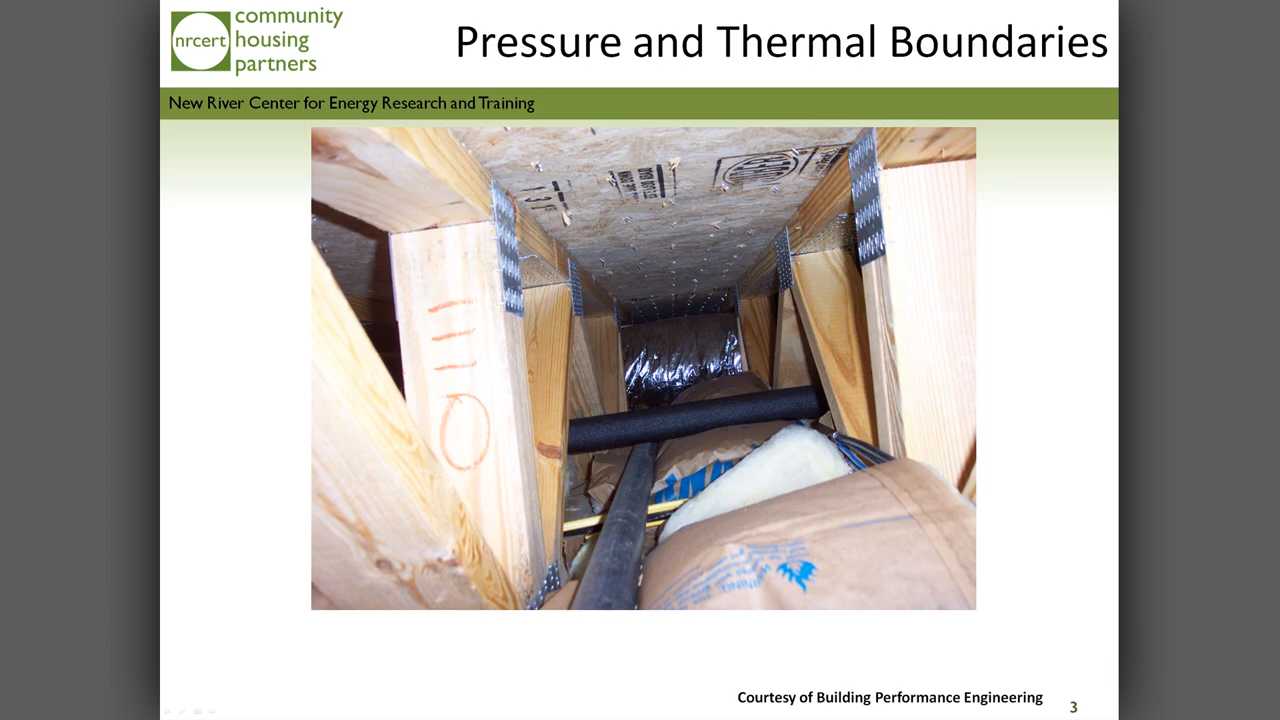 nrcert
community
housing
partners
Pressure and Thermal Boundaries
New River Center for Energy Research and Training
0111
Courtesy of Building Performance Engineering
3